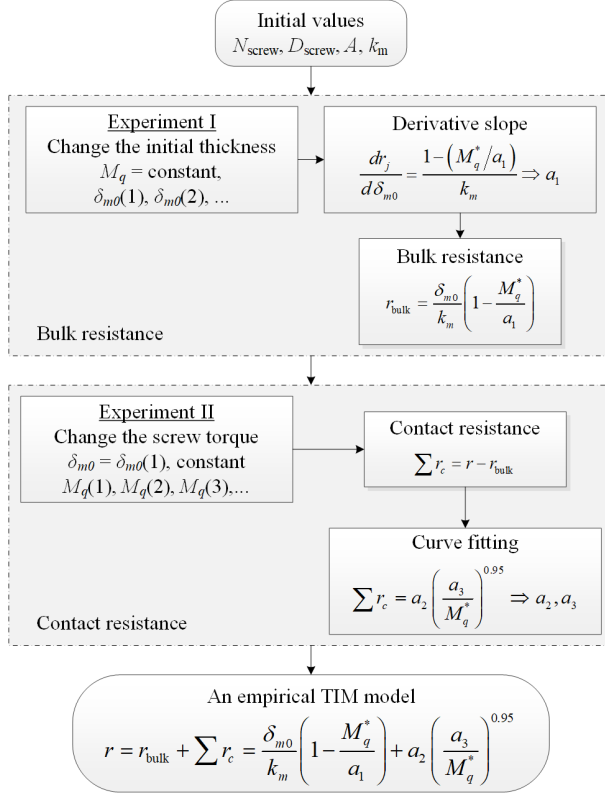 Initial values
N_screw, D_screw, A, k_m
Experiment I
Change the initial thickness
M_q = constant,
δ_m0(1), δ_m0(2), ...
Derivative slope
dr_j/dδ_m0 = (1-(M_q^*/a_1))/k_m ⇒ a_1
Bulk resistance
r_bulk = δ_m0/k_m (1 - M_q^*/a_1)
Bulk resistance
Experiment II
Change the screw torque
δ_m0 = δ_m0(1), constant
M_q(1), M_q(2), M_q(3),...
Contact resistance
∑ r_c = r - r_bulk
Curve fitting
∑ r_c = a_2 (a_3/M_q^*)^0.95 ⇒ a_2, a_3
Contact resistance
An empirical TIM model
r = r_bulk + ∑ r_c = δ_m0/k_m (1 - M_q^*/a_1) + a_2 (a_3/M_q^*)^0.95